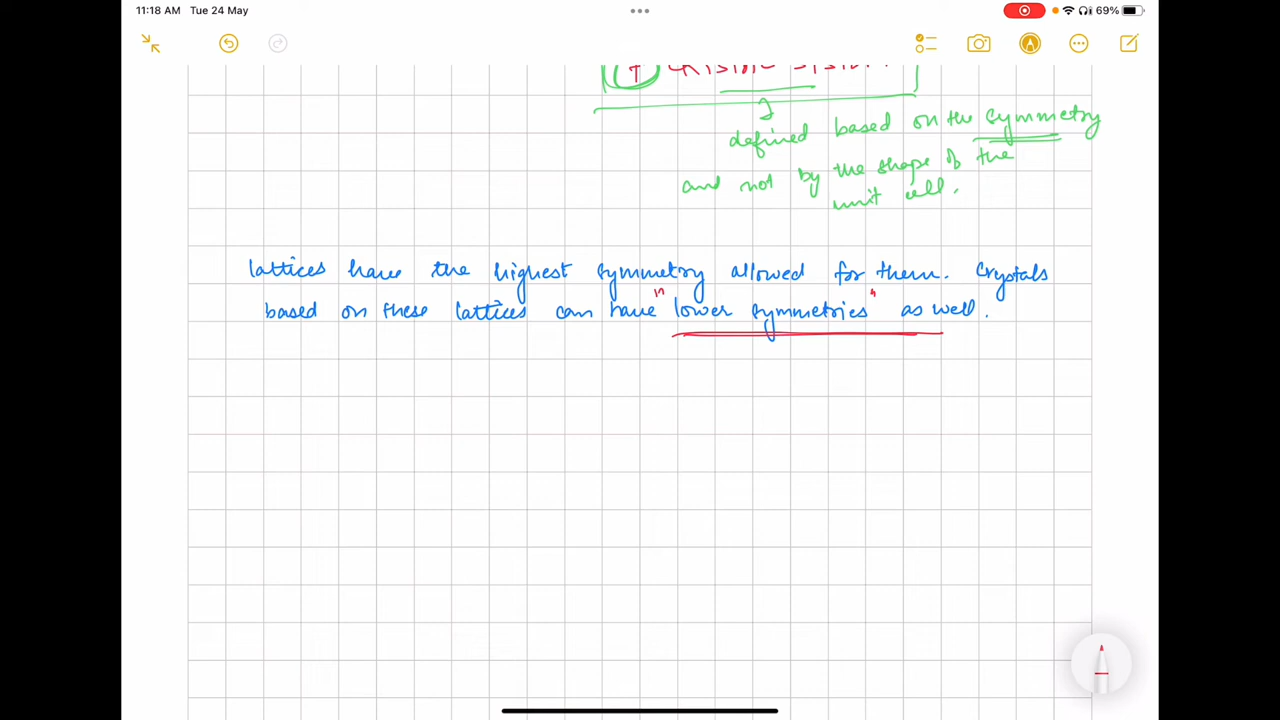 11:18 AM Tue 24 May
69%
defined based on the symmetry
and not by the shape of the
unit cell.
lattices have the highest symmetry allowed for them. Crystals
based on these lattices can have "lower symmetries" as well.